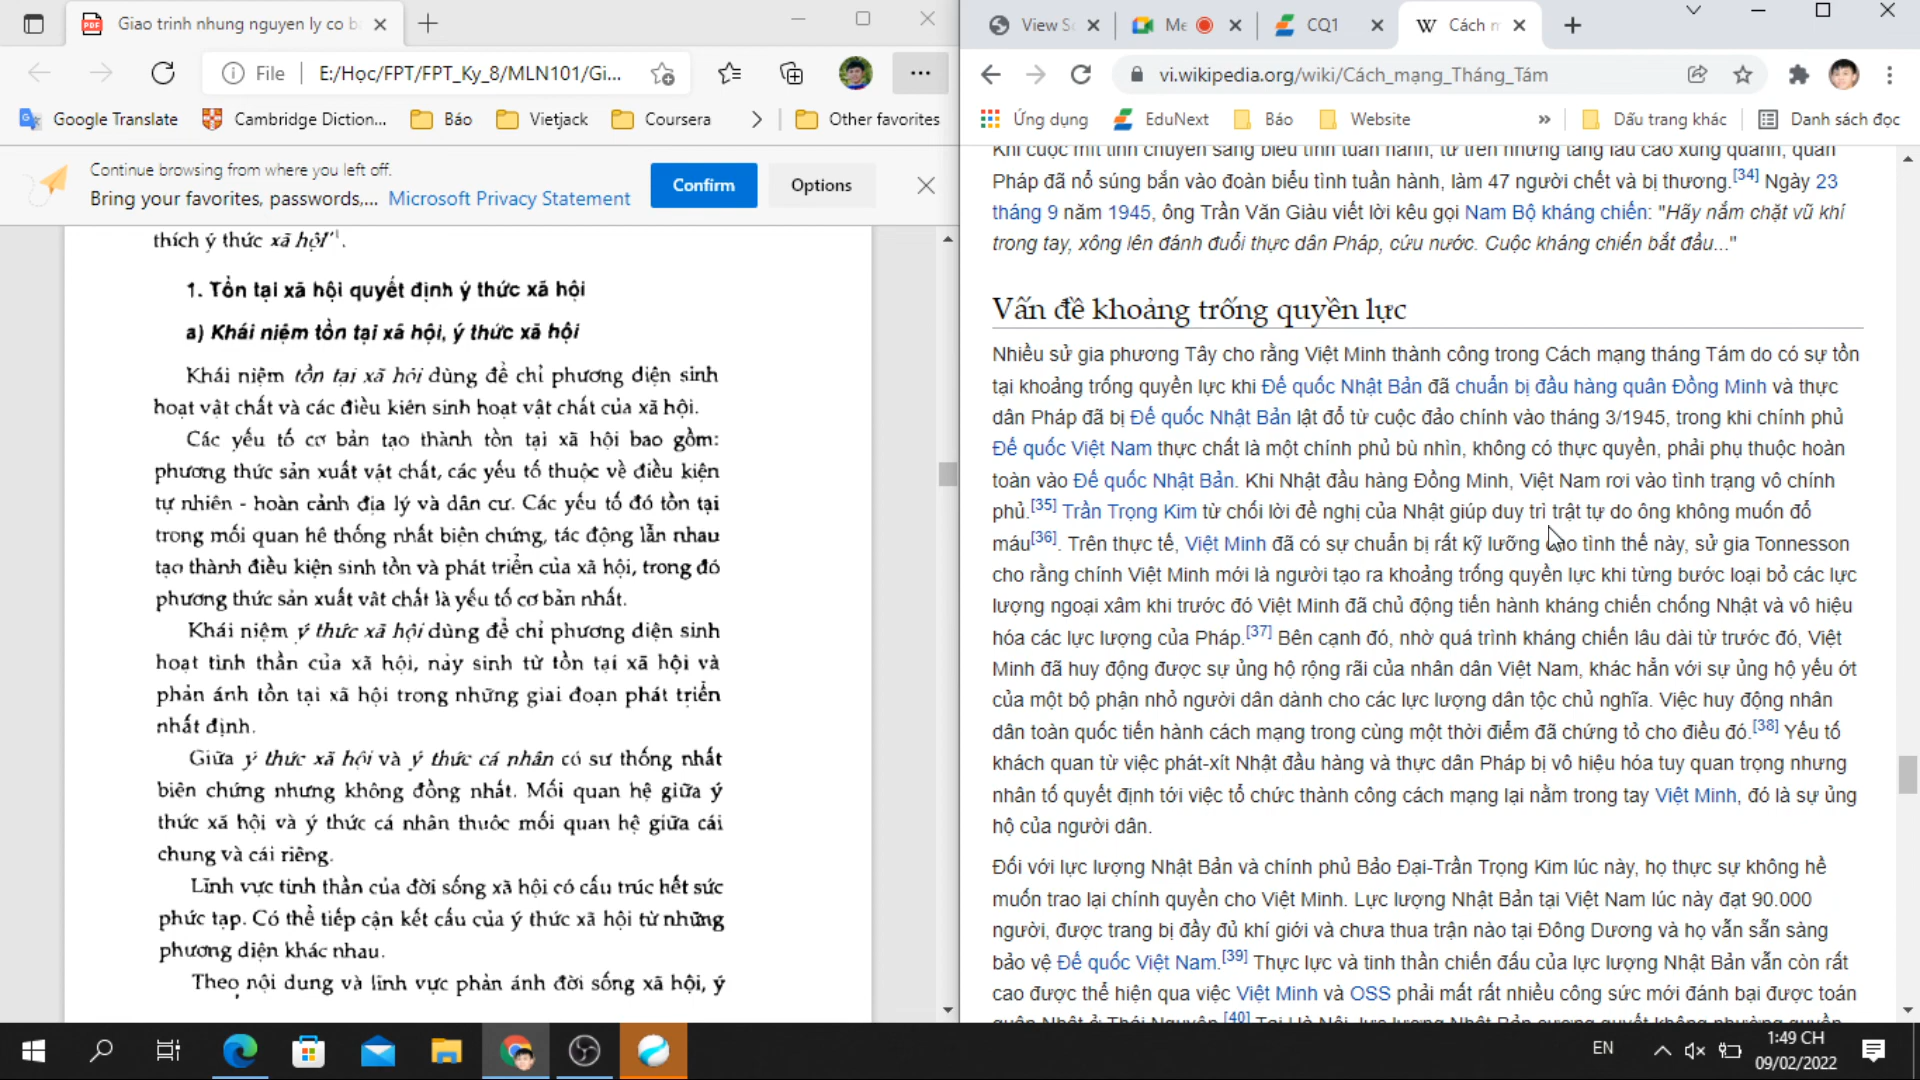 Giao trinh nhung nguyen ly co b
File
E:/Học/FPT/FPT_Ky_8/MLN101/Gi...
Google Translate
Cambridge Diction...
Báo
Vietjack
Coursera
Other favorites
Continue browsing from where you left off.
Bring your favorites, passwords,... Microsoft Privacy Statement
Confirm
Options
thích ý thức xã hội"¹.
1. Tồn tại xã hội quyết định ý thức xã hội
a) Khái niệm tồn tại xã hội, ý thức xã hội
Khái niệm tồn tại xã hội dùng để chỉ phương diện sinh
hoạt vật chất và các điều kiện sinh hoạt vật chất của xã hội.
Các yếu tố cơ bản tạo thành tồn tại xã hội bao gồm:
phương thức sản xuất vật chất, các yếu tố thuộc về điều kiện
tự nhiên - hoàn cảnh địa lý và dân cư. Các yếu tố đó tồn tại
trong mối quan hệ thống nhất biện chứng, tác động lẫn nhau
tạo thành điều kiện sinh tồn và phát triển của xã hội, trong đó
phương thức sản xuất vật chất là yếu tố cơ bản nhất.
Khái niệm ý thức xã hội dùng để chỉ phương diện sinh
hoạt tinh thần của xã hội, nảy sinh từ tồn tại xã hội và
phản ánh tồn tại xã hội trong những giai đoạn phát triển
nhất định.
Giữa ý thức xã hội và ý thức cá nhân có sự thống nhất
biện chứng nhưng không đồng nhất. Mối quan hệ giữa ý
thức xã hội và ý thức cá nhân thuộc mối quan hệ giữa cái
chung và cái riêng.
Lĩnh vực tinh thần của đời sống xã hội có cấu trúc hết sức
phức tạp. Có thể tiếp cận kết cấu của ý thức xã hội từ những
phương diện khác nhau.
Theo nội dung và lĩnh vực phản ánh đời sống xã hội, ý
View S
Me
CQ1
Cách m
vi.wikipedia.org/wiki/Cách_mạng_Tháng_Tám
Ứng dụng
EduNext
Báo
Website
Dấu trang khác
Danh sách đọc
Khi cuộc mít tinh chuyển sang biểu tình tuần hành, từ trên những tầng lầu cao xung quanh, quân
Pháp đã nổ súng bắn vào đoàn biểu tình tuần hành, làm 47 người chết và bị thương.[34] Ngày 23
tháng 9 năm 1945, ông Trần Văn Giàu viết lời kêu gọi Nam Bộ kháng chiến: "Hãy nắm chặt vũ khí
trong tay, xông lên đánh đuổi thực dân Pháp, cứu nước. Cuộc kháng chiến bắt đầu..."
Vấn đề khoảng trống quyền lực
Nhiều sử gia phương Tây cho rằng Việt Minh thành công trong Cách mạng tháng Tám do có sự tồn
tại khoảng trống quyền lực khi Đế quốc Nhật Bản đã chuẩn bị đầu hàng quân Đồng Minh và thực
dân Pháp đã bị Đế quốc Nhật Bản lật đổ từ cuộc đảo chính vào tháng 3/1945, trong khi chính phủ
Đế quốc Việt Nam thực chất là một chính phủ bù nhìn, không có thực quyền, phải phụ thuộc hoàn
toàn vào Đế quốc Nhật Bản. Khi Nhật đầu hàng Đồng Minh, Việt Nam rơi vào tình trạng vô chính
phủ.[35] Trần Trọng Kim từ chối lời đề nghị của Nhật giúp duy trì trật tự do ông không muốn đổ
máu[36]. Trên thực tế, Việt Minh đã có sự chuẩn bị rất kỹ lưỡng cho tình thế này, sử gia Tonnesson
cho rằng chính Việt Minh mới là người tạo ra khoảng trống quyền lực khi từng bước loại bỏ các lực
lượng ngoại xâm khi trước đó Việt Minh đã chủ động tiến hành kháng chiến chống Nhật và vô hiệu
hóa các lực lượng của Pháp.[37] Bên cạnh đó, nhờ quá trình kháng chiến lâu dài từ trước đó, Việt
Minh đã huy động được sự ủng hộ rộng rãi của nhân dân Việt Nam, khác hẳn với sự ủng hộ yếu ớt
của một bộ phận nhỏ người dân dành cho các lực lượng dân tộc chủ nghĩa. Việc huy động nhân
dân toàn quốc tiến hành cách mạng trong cùng một thời điểm đã chứng tỏ cho điều đó.[38] Yếu tố
khách quan từ việc phát-xít Nhật đầu hàng và thực dân Pháp bị vô hiệu hóa tuy quan trọng nhưng
nhân tố quyết định tới việc tổ chức thành công cách mạng lại nằm trong tay Việt Minh, đó là sự ủng
hộ của người dân.
Đối với lực lượng Nhật Bản và chính phủ Bảo Đại-Trần Trọng Kim lúc này, họ thực sự không hề
muốn trao lại chính quyền cho Việt Minh. Lực lượng Nhật Bản tại Việt Nam lúc này đạt 90.000
người, được trang bị đầy đủ khí giới và chưa thua trận nào tại Đông Dương và họ vẫn sẵn sàng
bảo vệ Đế quốc Việt Nam.[39] Thực lực và tinh thần chiến đấu của lực lượng Nhật Bản vẫn còn rất
cao được thể hiện qua việc Việt Minh và OSS phải mất rất nhiều công sức mới đánh bại được toán
quân Nhật ở Thái Nguyên.[40] Tại Hà Nội, lực lượng Nhật Bản cương quyết không nhường quyền
EN
1:49 CH
09/02/2022